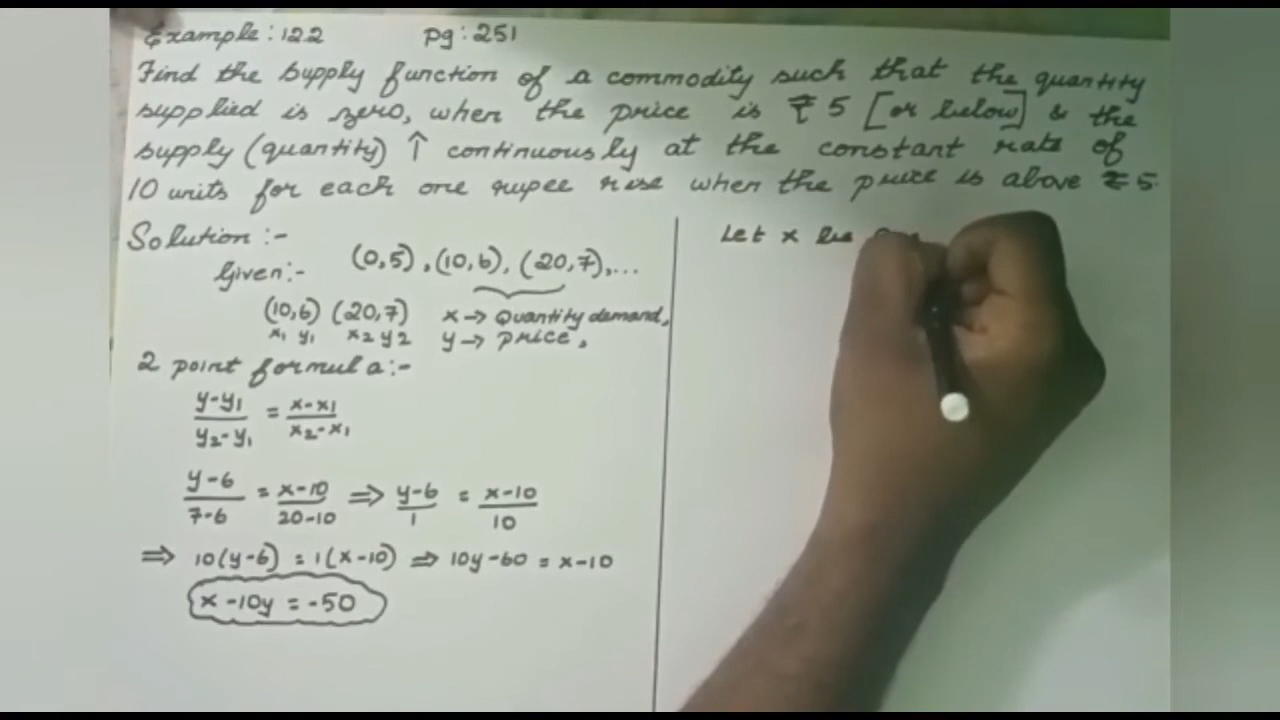 Example: 122 pg: 251
Find the supply function of a commodity such that the quantity
supplied is zero, when the price is ₹ 5 [or below] & the
supply (quantity) ↑ continuously at the constant rate of
10 units for each one rupee rise when the price is above ₹ 5.
Solution :-
Given:- (0,5), (10,6), (20,7),...
(10,6) (20,7) x → Quantity demand,
x₁ y₁ x₂ y₂ y → price.
2 point formula:-
y-y₁/y₂-y₁ = x-x₁/x₂-x₁
y-6/7-6 = x-10/20-10 ⇒ y-6/1 = x-10/10
⇒ 10(y-6) = 1(x-10) ⇒ 10y-60 = x-10
x-10y = -50
Let x be